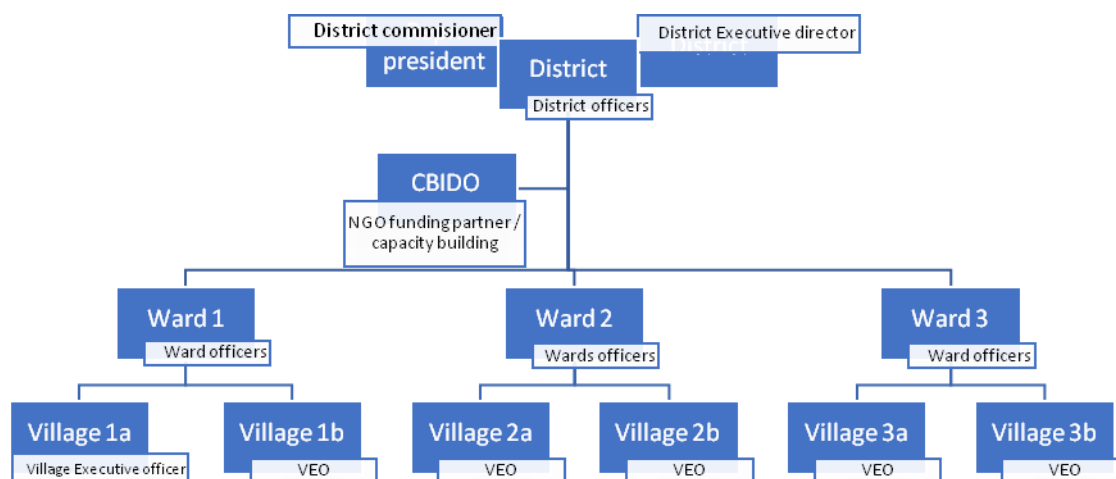 District commisioner
District Executive director
president
District
District
District officers
CBIDO
NGO funding partner /
capacity building
Ward 1
Ward 2
Ward 3
Ward officers
Wards officers
Ward officers
Village 1a
Village 1b
Village 2a
Village 2b
Village 3a
Village 3b
Village Executive officer
VEO
VEO
VEO
VEO
VEO